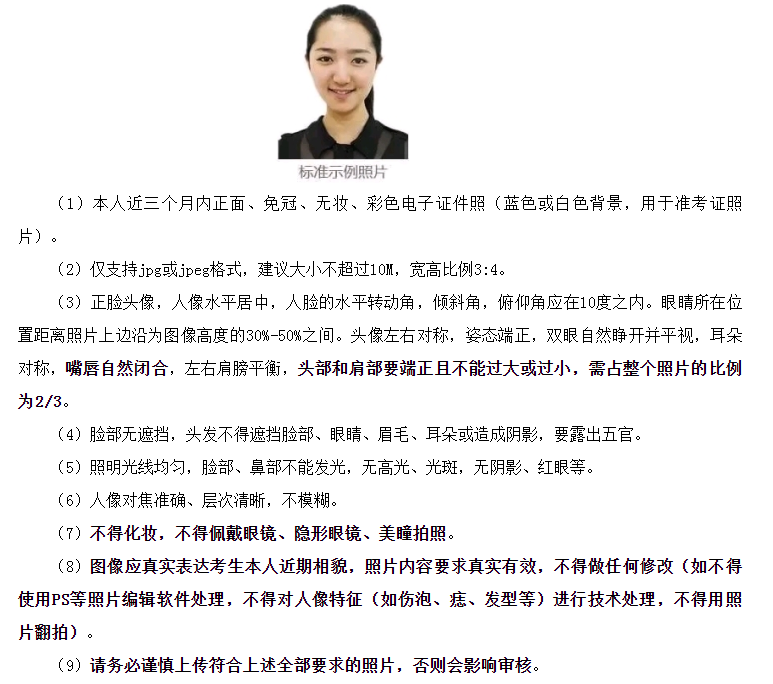 标准示例照片
（1）本人近三个月内正面、免冠、无妆、彩色电子证件照（蓝色或白色背景，用于准考证照
片）。
（2）仅支持jpg或jpeg格式，建议大小不超过10M，宽高比例3:4。
（3）正脸头像，人像水平居中，人脸的水平转动角，倾斜角，俯仰角应在10度之内。眼睛所在位
置距离照片上边沿为图像高度的30%-50%之间。头像左右对称，姿态端正，双眼自然睁开并平视，耳朵
对称，嘴唇自然闭合，左右肩膀平衡，头部和肩部要端正且不能过大或过小，需占整个照片的比例
为2/3。
（4）脸部无遮挡，头发不得遮挡脸部、眼睛、眉毛、耳朵或造成阴影，要露出五官。
（5）照明光线均匀，脸部、鼻部不能发光，无高光、光斑，无阴影、红眼等。
（6）人像对焦准确、层次清晰，不模糊。
（7）不得化妆，不得佩戴眼镜、隐形眼镜、美瞳拍照。
（8）图像应真实表达考生本人近期相貌，照片内容要求真实有效，不得做任何修改（如不得
使用PS等照片编辑软件处理，不得对人像特征（如伤疤、痣、发型等）进行技术处理，不得用照
片翻拍）。
（9）请务必谨慎上传符合上述全部要求的照片，否则会影响审核。